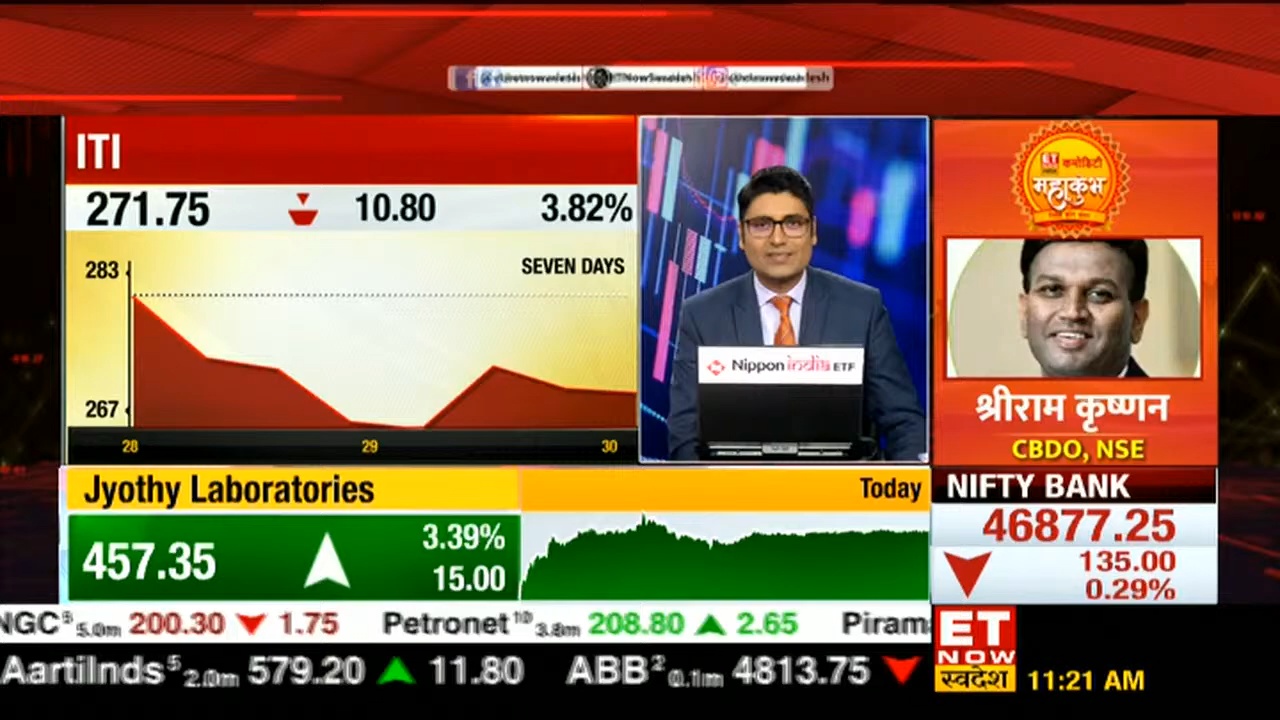 ITI
271.75 10.80 3.82%
SEVEN DAYS
283
267
28 29 30
Nippon india ETF
ET
कमोडिटी
महाकुंभ
श्रीराम कृष्णन
CBDO, NSE
Jyothy Laboratories Today
457.35 3.39%
15.00
NIFTY BANK
46877.25
135.00
0.29%
NGC 5 5.0m 200.30 1.75 Petronet 10 3.8m 208.80 2.65 Piram
AartiInds 5 2.0m 579.20 11.80 ABB 2 0.1m 4813.75
ET
NOW
स्वदेश 11:21 AM